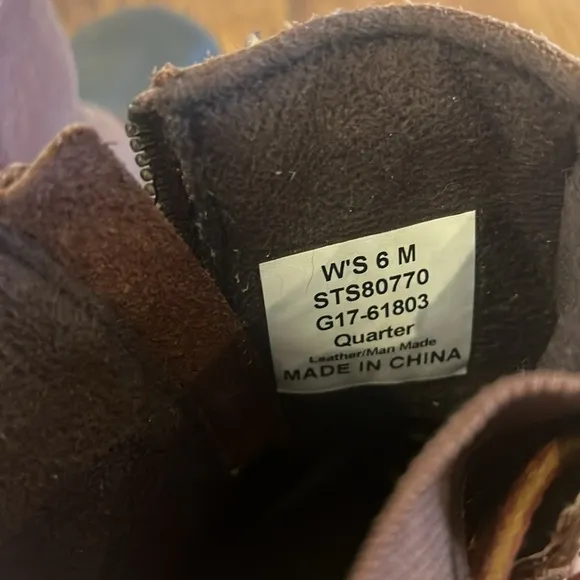 W'S 6 M
STS80770
G17-61803
Quarter
Leather/Man Made
MADE IN CHINA